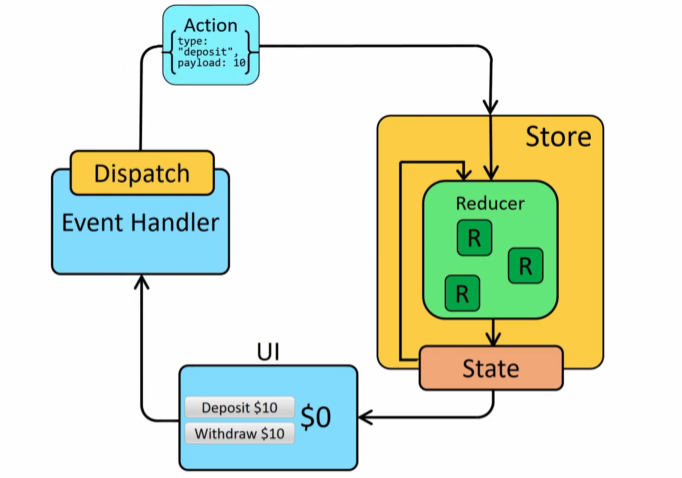 Action
type:
"deposit",
payload: 10
Store
Dispatch
Event Handler
Reducer
R
R
R
State
UI
Deposit $10
Withdraw $10
$0